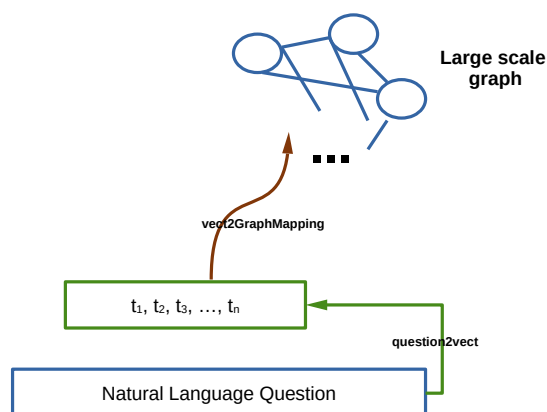 Large scale
graph
...
vect2GraphMapping
t₁, t₂, t₃, ..., tₙ
question2vect
Natural Language Question